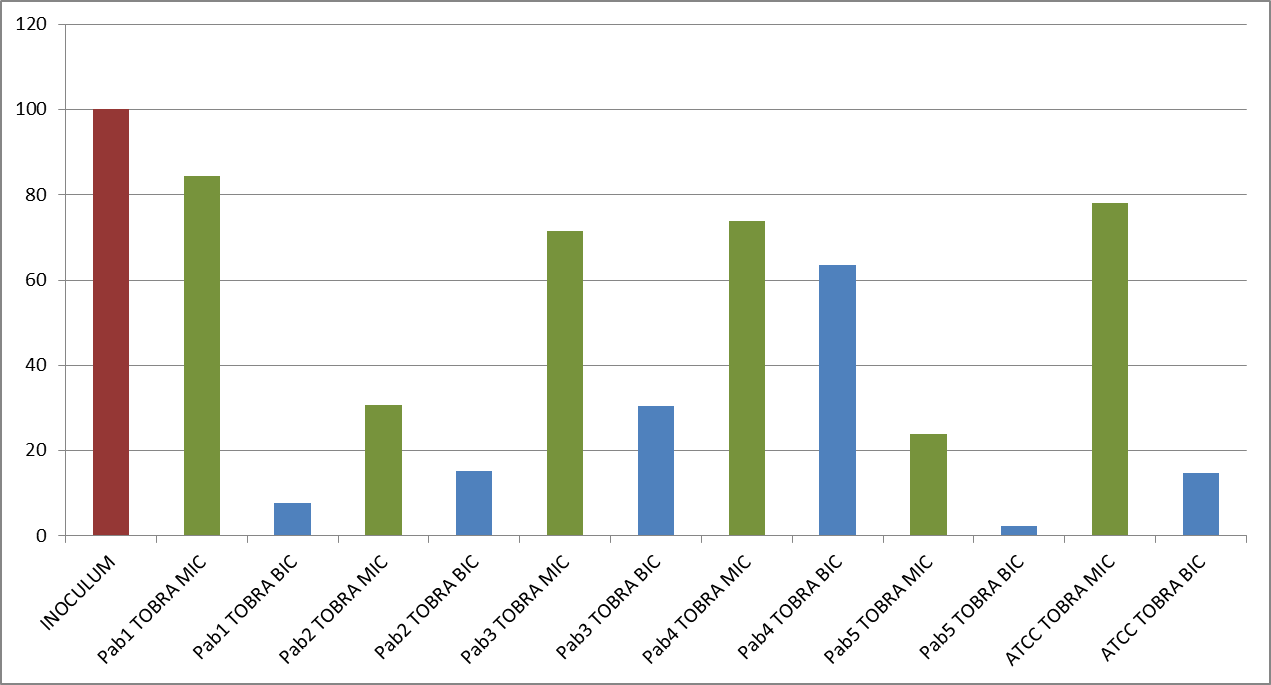 120
100
80
60
40
20
0
INOCULUM
Pab1 TOBRA MIC
Pab1 TOBRA BIC
Pab2 TOBRA MIC
Pab2 TOBRA BIC
Pab3 TOBRA MIC
Pab3 TOBRA BIC
Pab4 TOBRA MIC
Pab4 TOBRA BIC
Pab5 TOBRA MIC
Pab5 TOBRA BIC
ATCC TOBRA MIC
ATCC TOBRA BIC